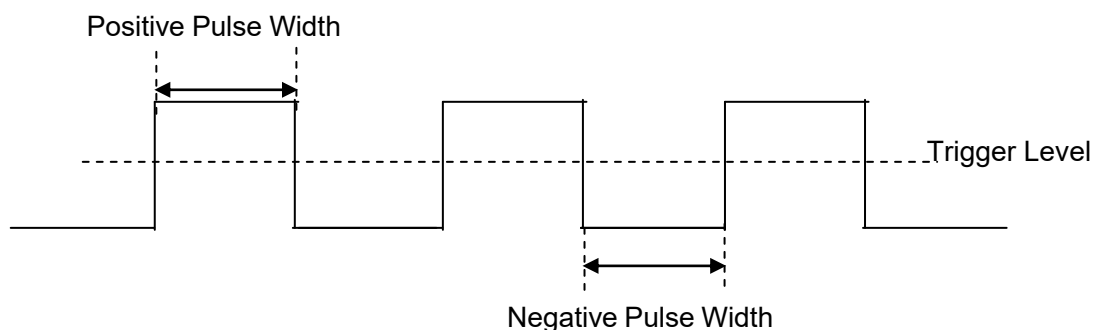 Positive Pulse Width
Trigger Level
Negative Pulse Width